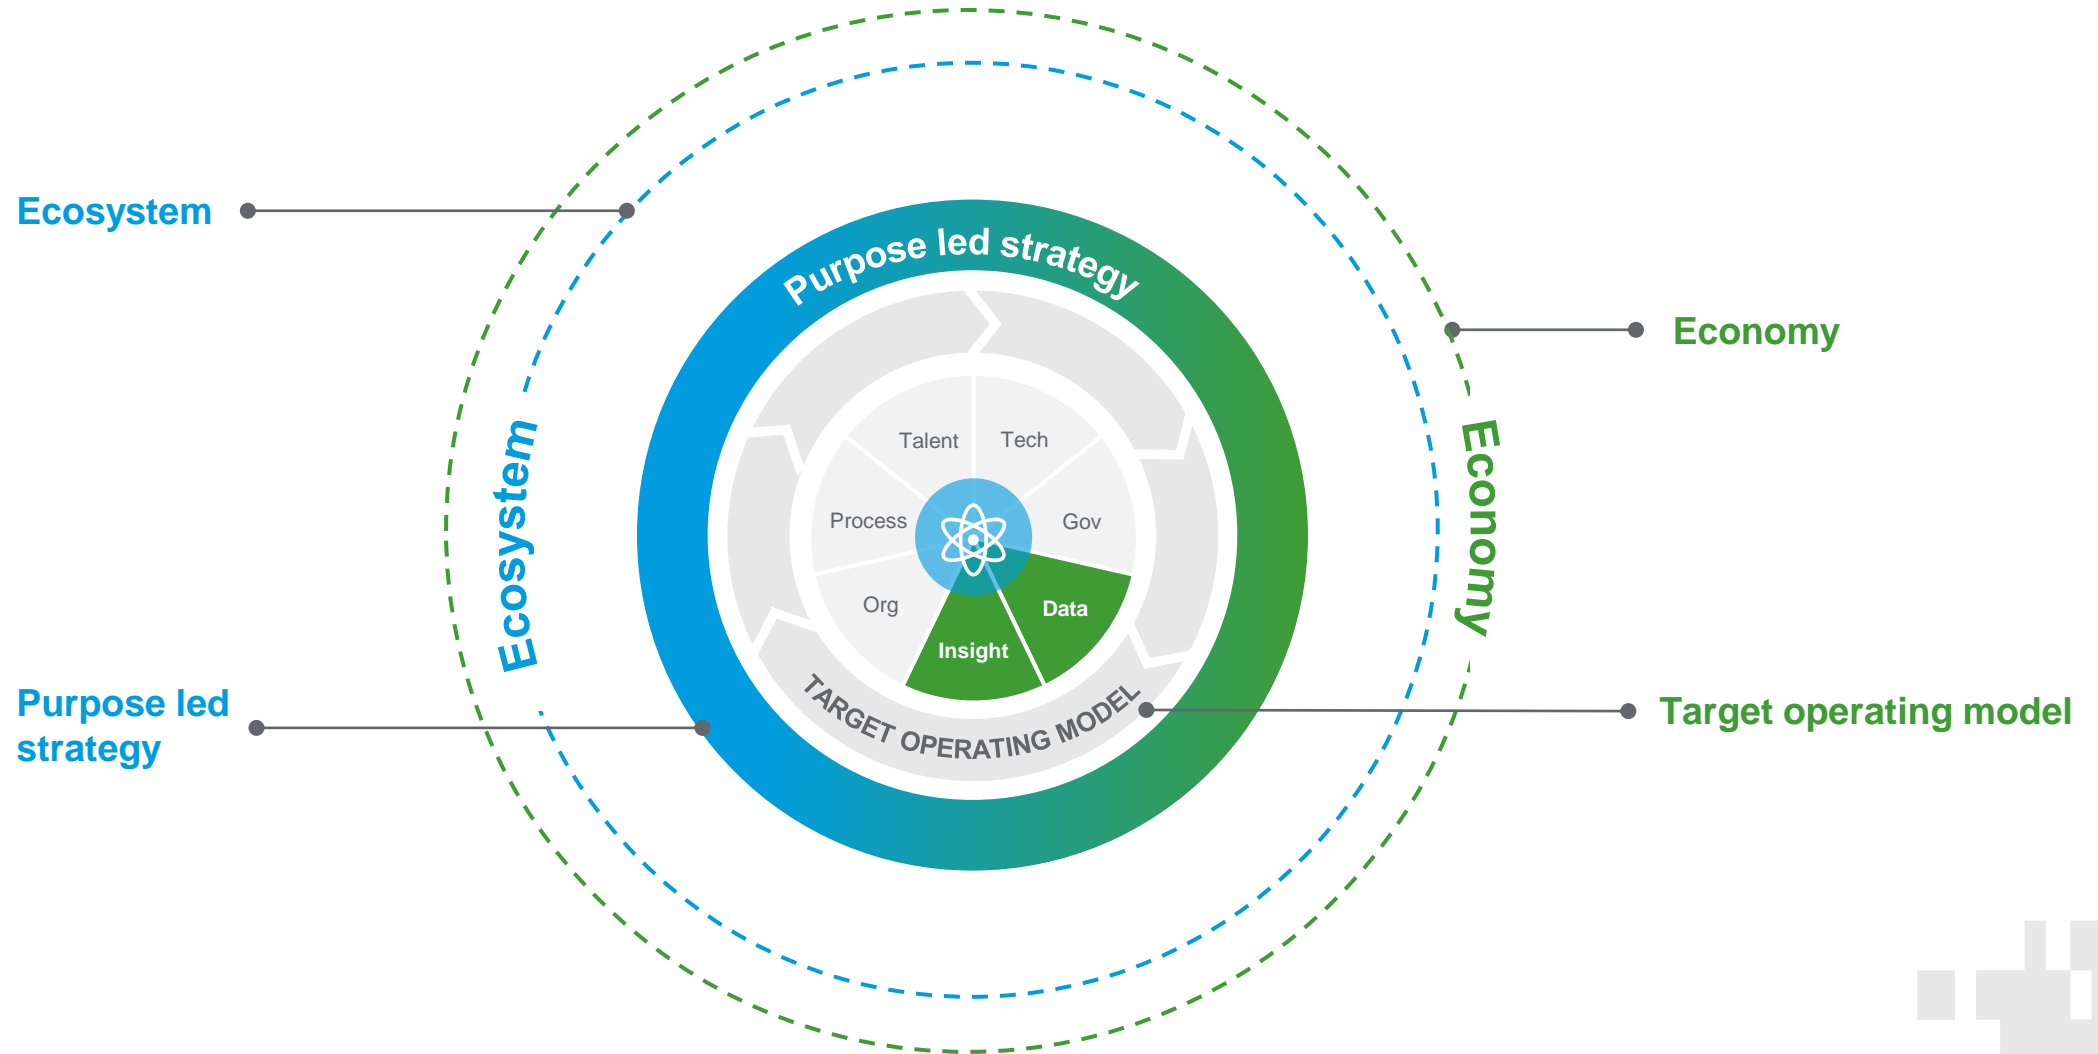 Ecosystem
Purpose led
strategy
Ecosystem
Purpose led strategy
Talent
Tech
Process
Gov
Org
Data
Insight
TARGET OPERATING MODEL
Economy
Economy
Target operating model